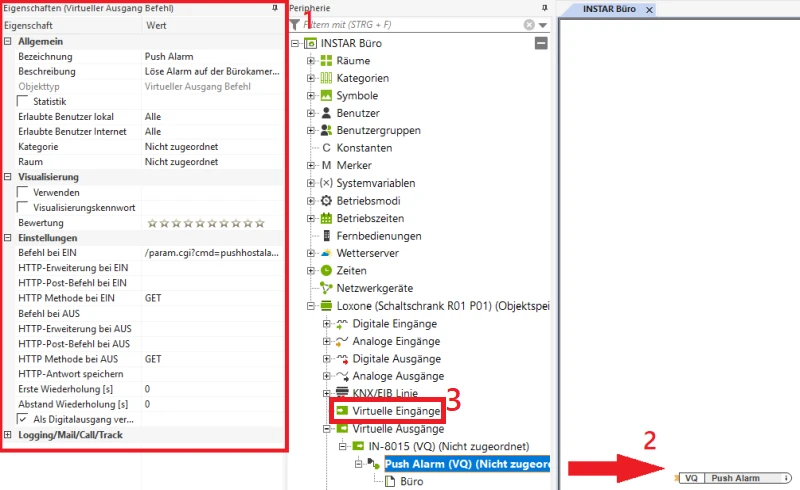 Eigenschaften (Virtueller Ausgang Befehl)
Eigenschaft Wert
Allgemein
Bezeichnung Push Alarm
Beschreibung Löse Alarm auf der Bürokamer...
Objekttyp Virtueller Ausgang Befehl
Statistik
Erlaubte Benutzer lokal Alle
Erlaubte Benutzer Internet Alle
Kategorie Nicht zugeordnet
Raum Nicht zugeordnet
Visualisierung
Verwenden
Visualisierungskennwort
Bewertung
Einstellungen
Befehl bei EIN /param.cgi?cmd=pushhostala...
HTTP-Erweiterung bei EIN
HTTP-Post-Befehl bei EIN
HTTP Methode bei EIN GET
Befehl bei AUS
HTTP-Erweiterung bei AUS
HTTP-Post-Befehl bei AUS
HTTP Methode bei AUS GET
HTTP-Antwort speichern
Erste Wiederholung [s] 0
Abstand Wiederholung [s] 0
Als Digitalausgang ver...
Logging/Mail/Call/Track
1
Peripherie
Filtern mit (STRG + F)
INSTAR Büro
Räume
Kategorien
Symbole
Benutzer
Benutzergruppen
C Konstanten
M Merker
(x) Systemvariablen
Betriebsmodi
Betriebszeiten
Fernbedienungen
Wetterserver
Zeiten
Netzwerkgeräte
Loxone (Schaltschrank R01 P01) (Objektspei
Digitale Eingänge
Analoge Eingänge
Digitale Ausgänge
Analoge Ausgänge
KNX/EIB Linie
Virtuelle Eingänge
3
Virtuelle Ausgänge
IN-8015 (VQ) (Nicht zugeordnet)
Push Alarm (VQ) (Nicht zugeor
Büro
INSTAR Büro
2
VQ Push Alarm